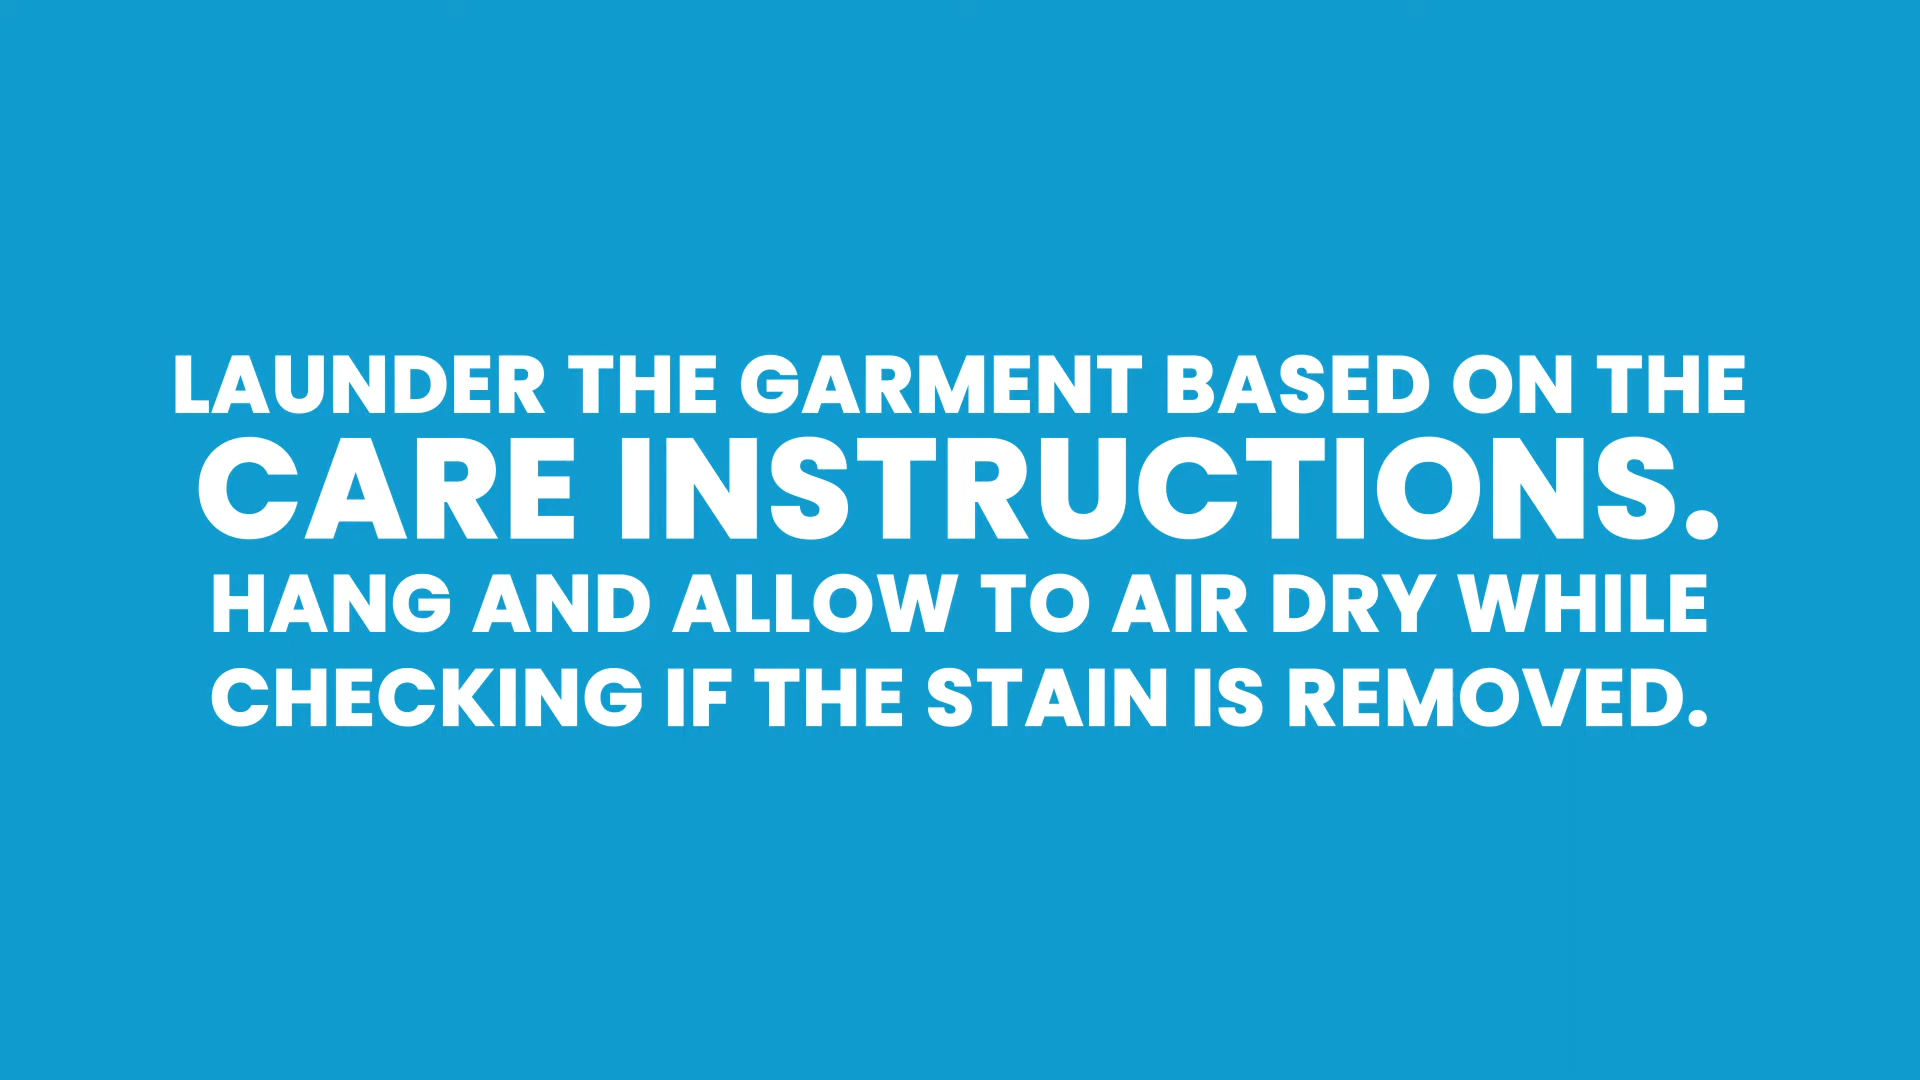 LAUNDER THE GARMENT BASED ON THE
CARE INSTRUCTIONS.
HANG AND ALLOW TO AIR DRY WHILE
CHECKING IF THE STAIN IS REMOVED.